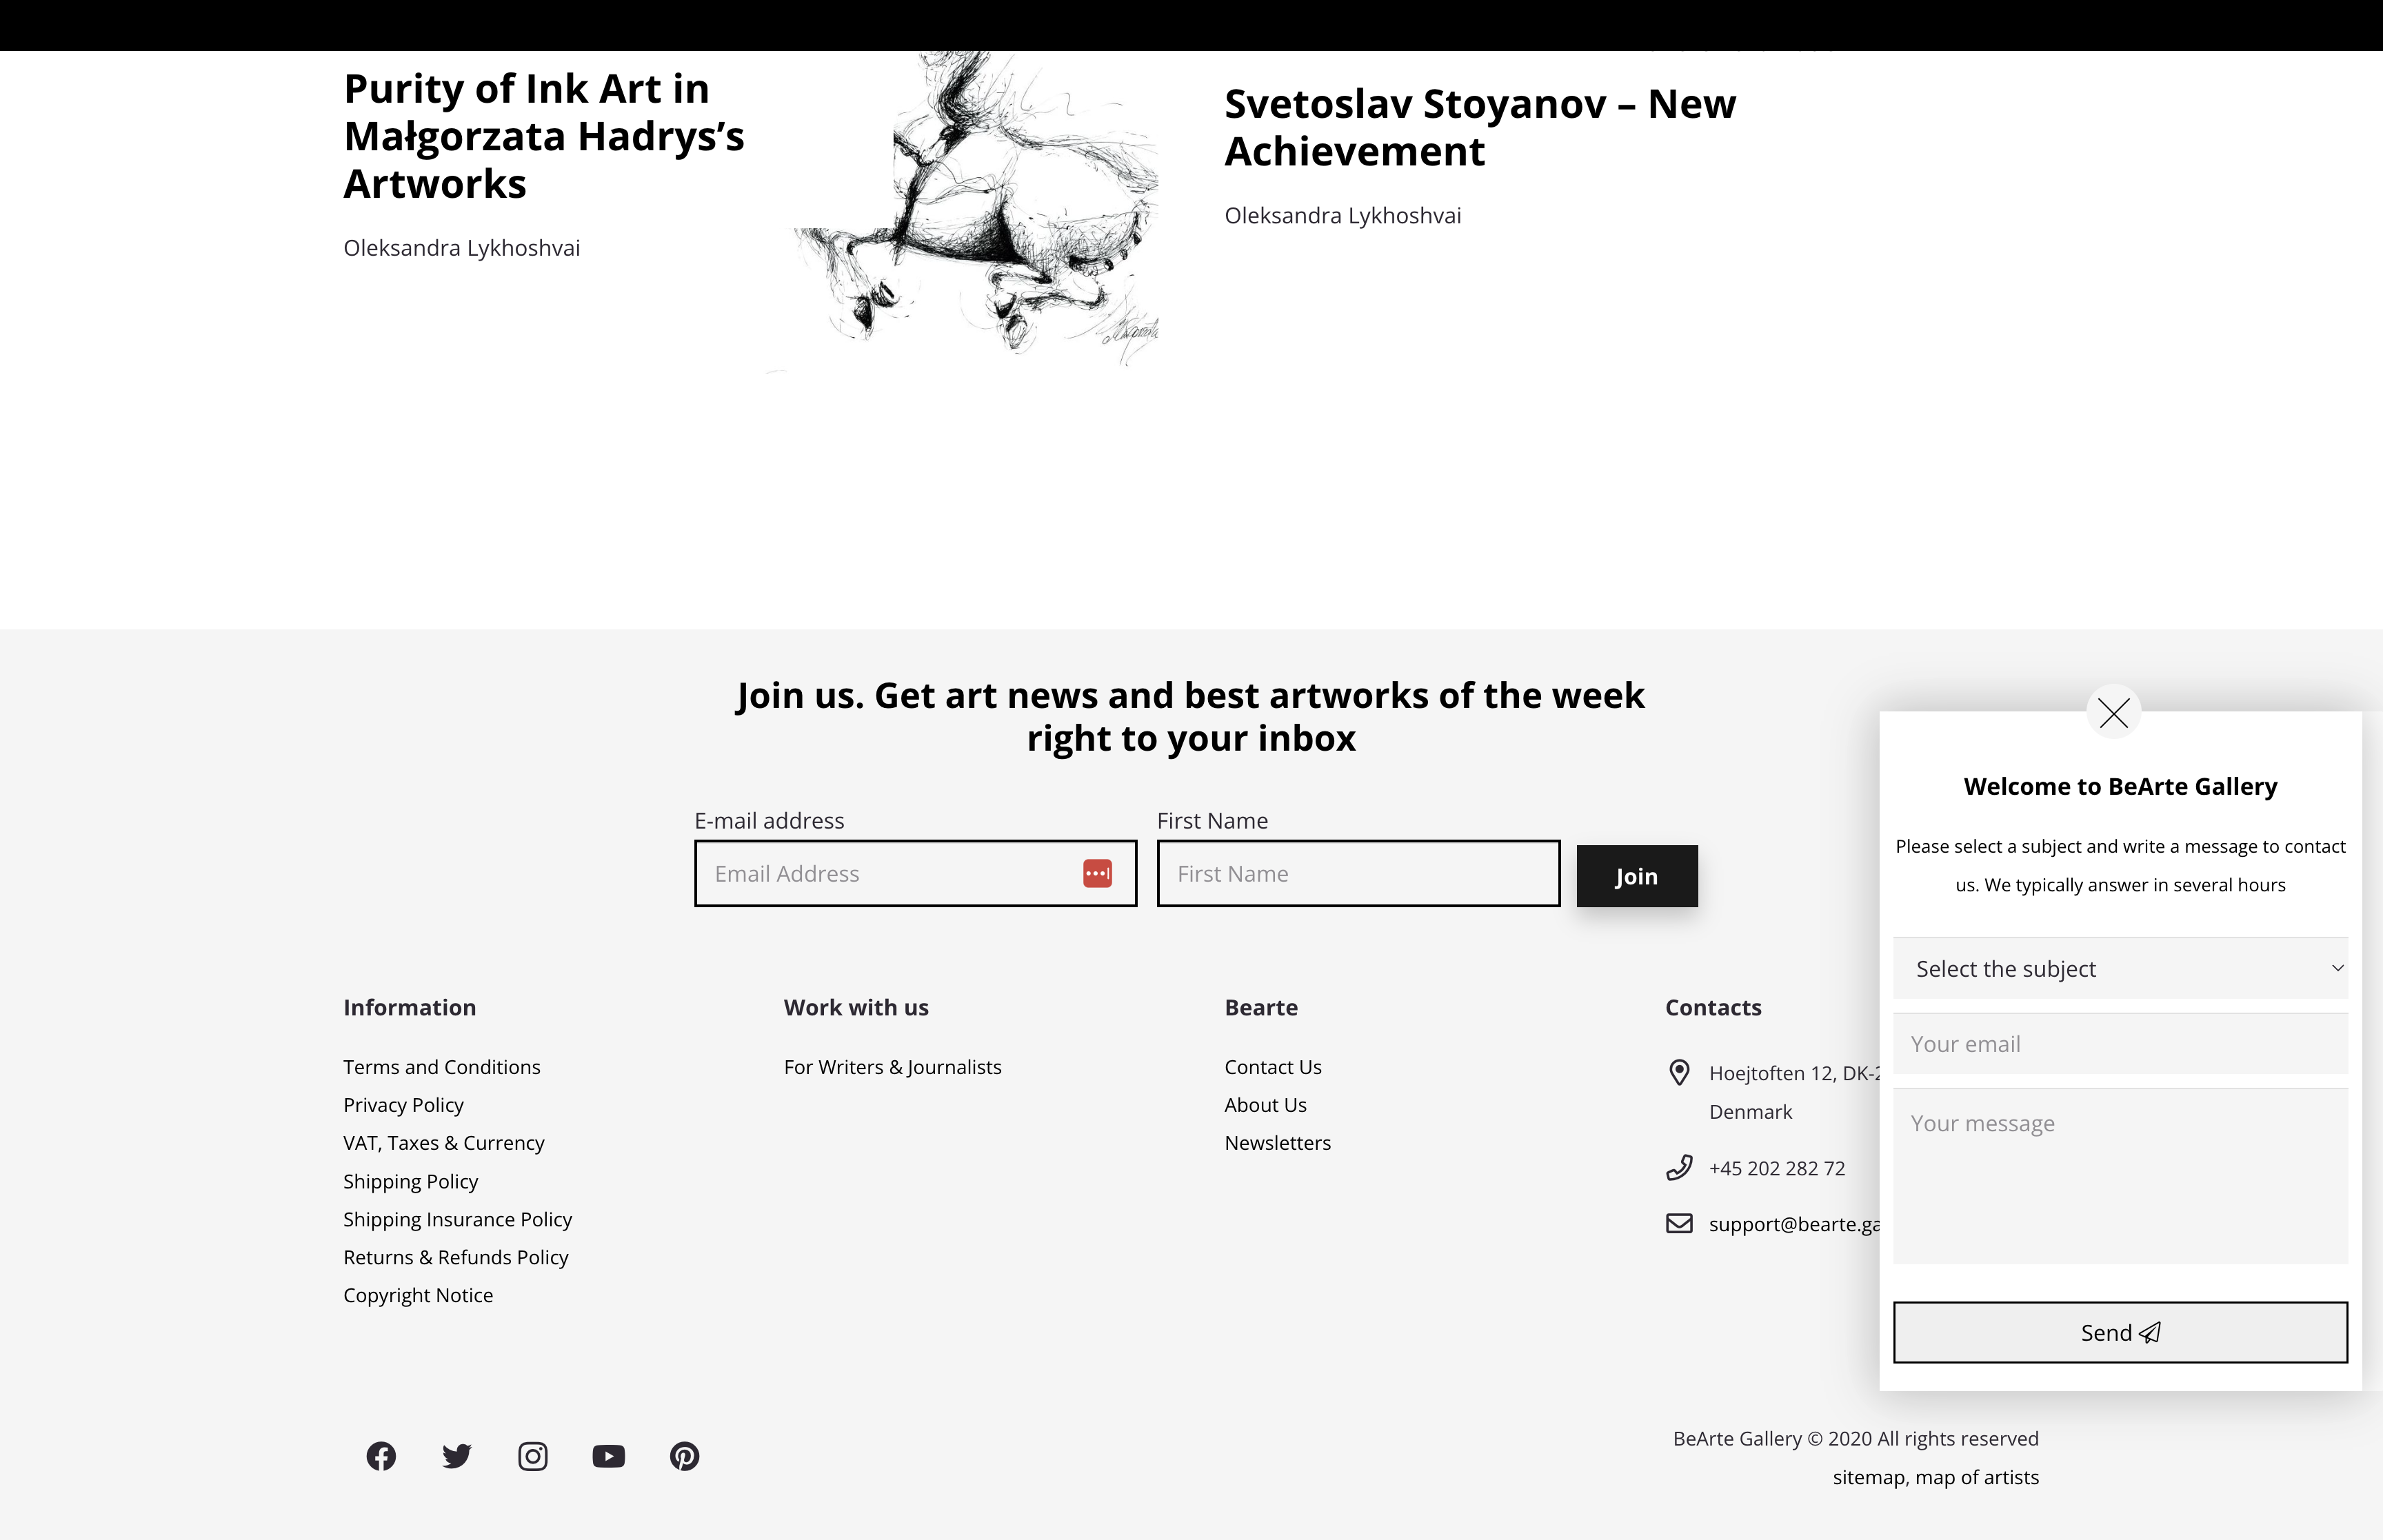 Purity of Ink Art in
Małgorzata Hadrys’s
Artworks
Oleksandra Lykhoshvai
Svetoslav Stoyanov – New
Achievement
Oleksandra Lykhoshvai
Join us. Get art news and best artworks of the week
right to your inbox
E-mail address
Email Address
First Name
First Name
Join
Information
Terms and Conditions
Privacy Policy
VAT, Taxes & Currency
Shipping Policy
Shipping Insurance Policy
Returns & Refunds Policy
Copyright Notice
Work with us
For Writers & Journalists
Bearte
Contact Us
About Us
Newsletters
Contacts
Hoejtoften 12, DK-2
Denmark
+45 202 282 72
support@bearte.ga
Welcome to BeArte Gallery
Please select a subject and write a message to contact
us. We typically answer in several hours
Select the subject
Your email
Your message
Send
BeArte Gallery © 2020 All rights reserved
sitemap, map of artists